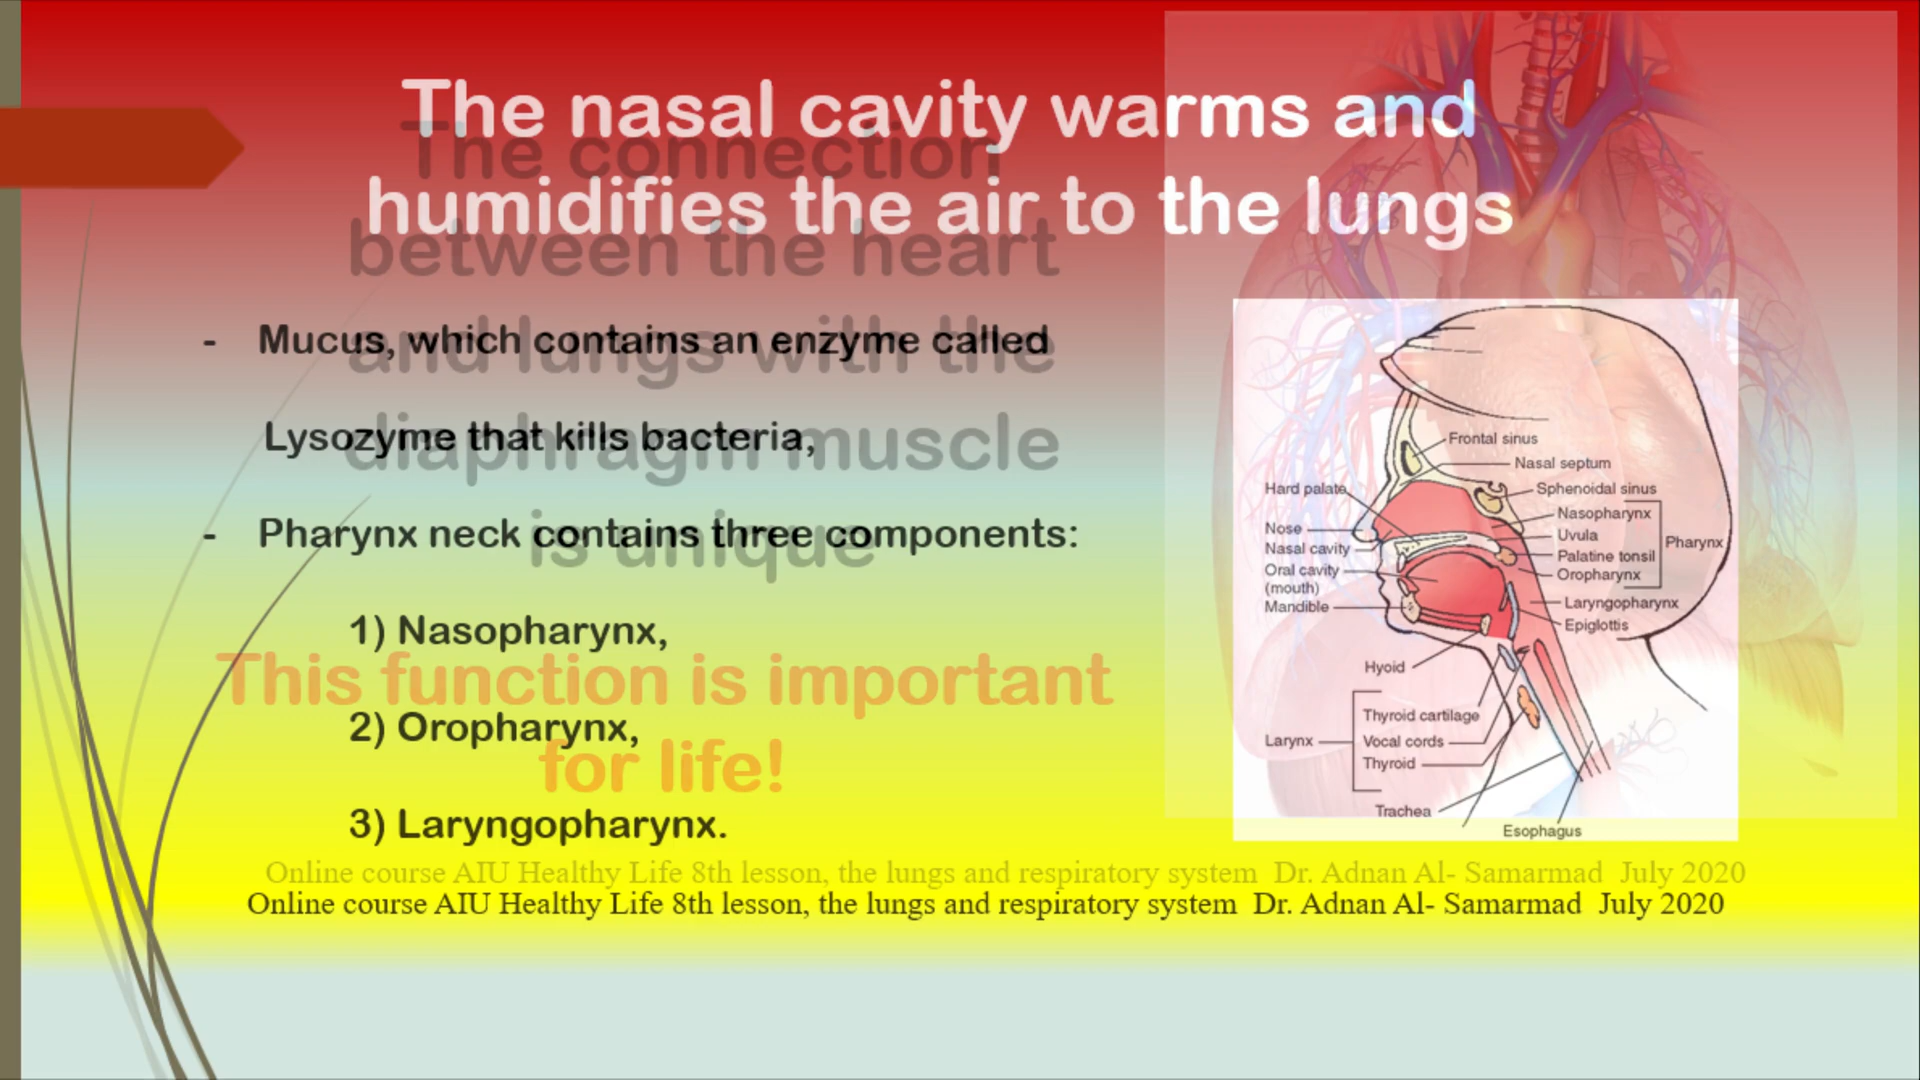 The nasal cavity warms and
humidifies the air to the lungs
The connection
between the heart
and lungs with the
diaphragm muscle
is unique
This function is important
for life!
- Mucus, which contains an enzyme called
Lysozyme that kills bacteria,
- Pharynx neck contains three components:
1) Nasopharynx,
2) Oropharynx,
3) Laryngopharynx.
Frontal sinus
Nasal septum
Hard palate
Sphenoidal sinus
Nasopharynx
Nose
Uvula
Pharynx
Nasal cavity
Palatine tonsil
Oral cavity
(mouth)
Oropharynx
Mandible
Laryngopharynx
Epiglottis
Hyoid
Thyroid cartilage
Larynx
Vocal cords
Thyroid
Trachea
Esophagus
Online course AIU Healthy Life 8th lesson, the lungs and respiratory system Dr. Adnan Al- Samarmad July 2020
Online course AIU Healthy Life 8th lesson, the lungs and respiratory system Dr. Adnan Al- Samarmad July 2020